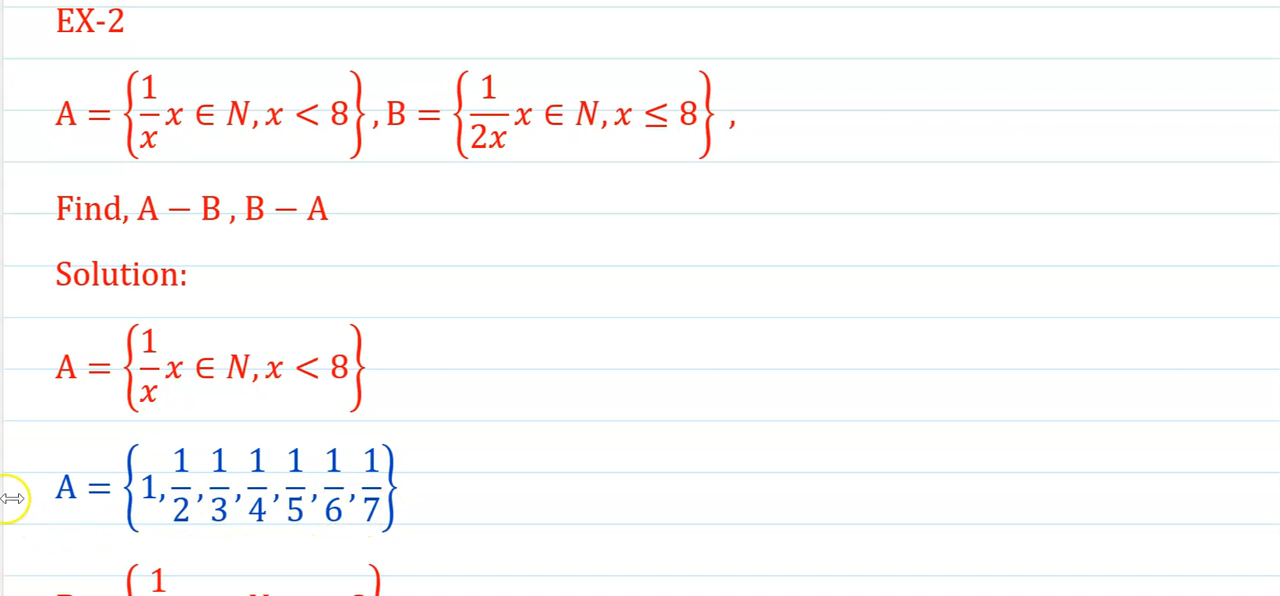 EX-2
A = {1/x x ∈ N, x < 8}, B = {1/2x x ∈ N, x ≤ 8},
Find, A − B , B − A
Solution:
A = {1/x x ∈ N, x < 8}
A = {1, 1/2, 1/3, 1/4, 1/5, 1/6, 1/7}
1